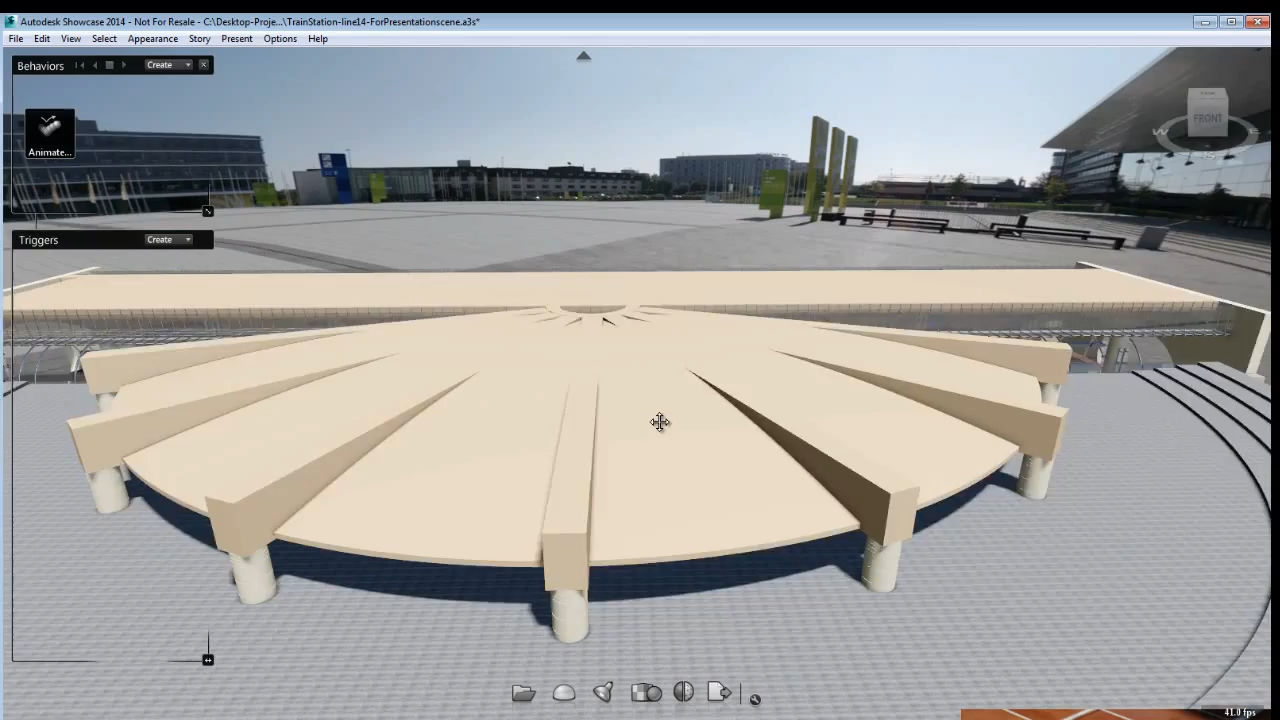 Autodesk Showcase 2014 - Not For Resale - C:\Desktop-Proje...\TrainStation-line14-ForPresentationscene.a3s*
File Edit View Select Appearance Story Present Options Help
Behaviors Create
Animate...
Triggers Create
FRONT
W E
41.0 fps